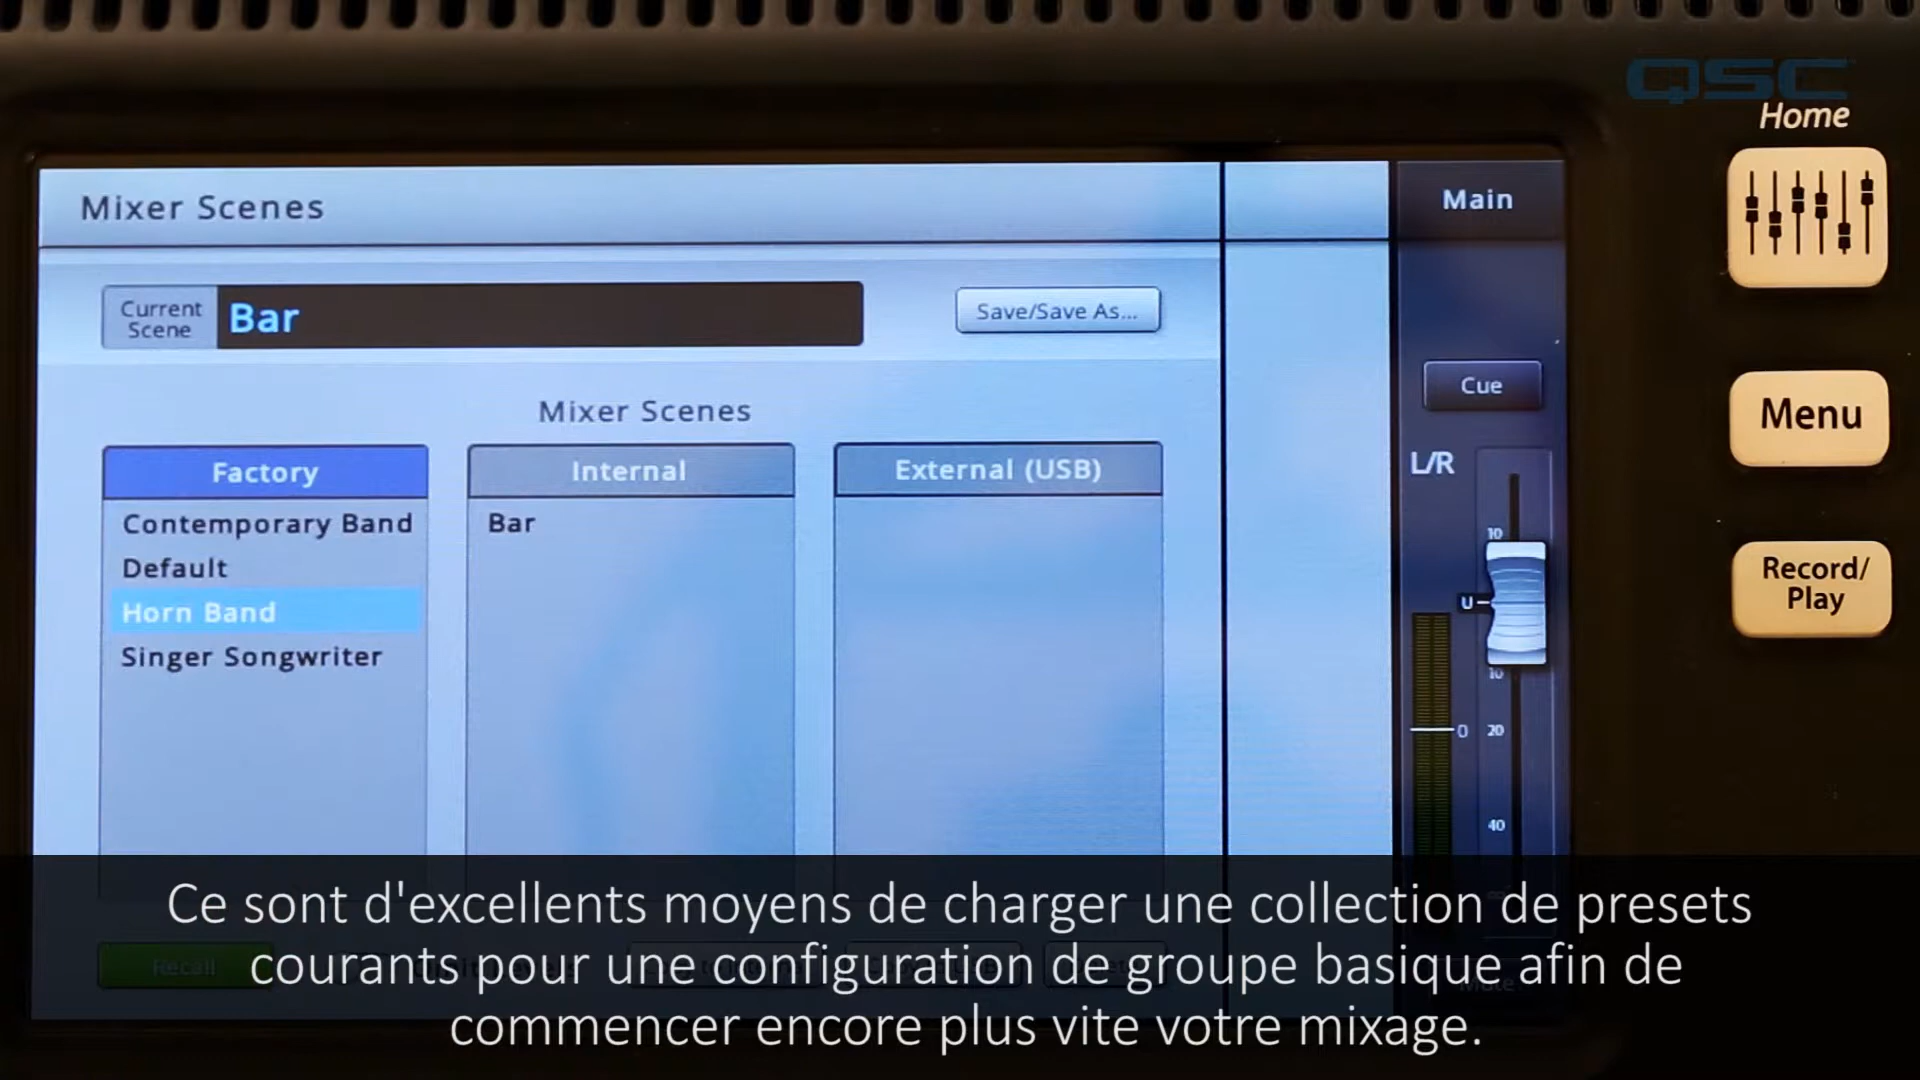 QSC
Home
Mixer Scenes
Main
Current
Scene
Bar
Save/Save As...
Cue
Menu
Mixer Scenes
L/R
Factory
Internal
External (USB)
Contemporary Band
Bar
Default
Horn Band
Singer Songwriter
10
U
10
0
20
40
Record/
Play
Recall
Mute
Ce sont d'excellents moyens de charger une collection de presets
courants pour une configuration de groupe basique afin de
commencer encore plus vite votre mixage.